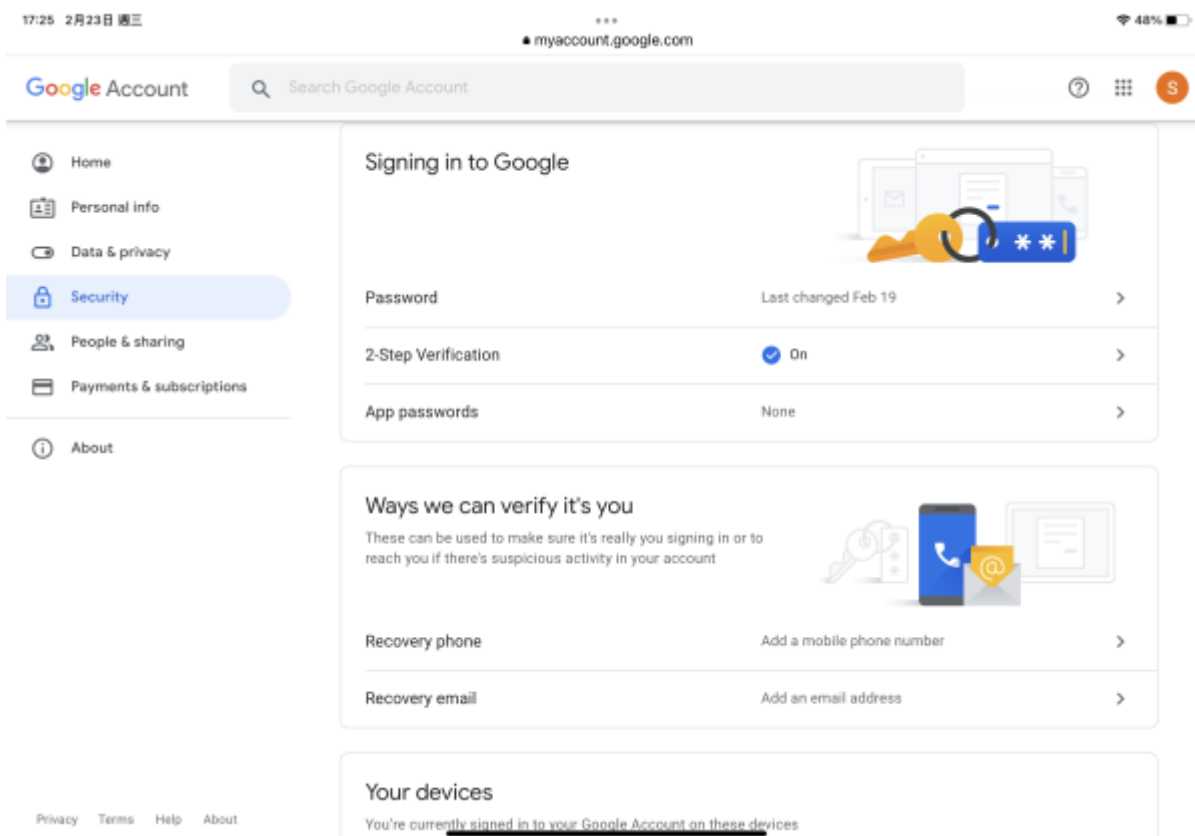 17:25 2月23日 週三
48%
myaccount.google.com
Google Account
Search Google Account
S
Home
Personal info
Data & privacy
Security
People & sharing
Payments & subscriptions
About
Privacy Terms Help About
Signing in to Google
**
Password Last changed Feb 19
2-Step Verification On
App passwords None
Ways we can verify it's you
These can be used to make sure it's really you signing in or to
reach you if there's suspicious activity in your account
@
Recovery phone Add a mobile phone number
Recovery email Add an email address
Your devices
You're currently signed in to your Google Account on these devices